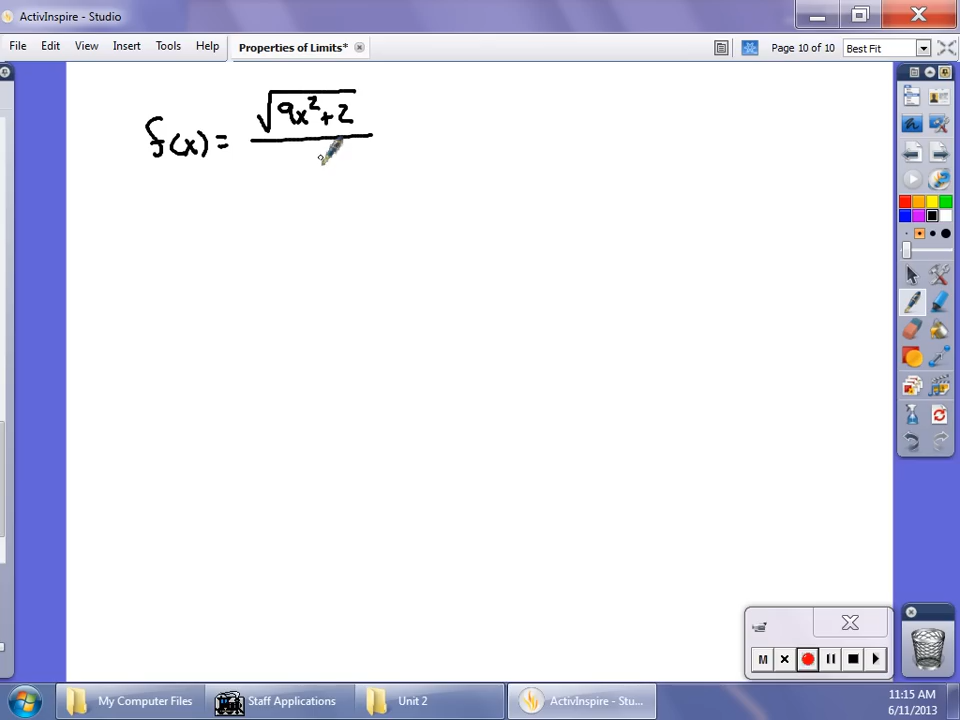 ActivInspire - Studio
File Edit View Insert Tools Help Properties of Limits* Page 10 of 10 Best Fit
f(x) = √(9x²+2)
M
My Computer Files Staff Applications Unit 2 ActivInspire - Stu... 11:15 AM
6/11/2013